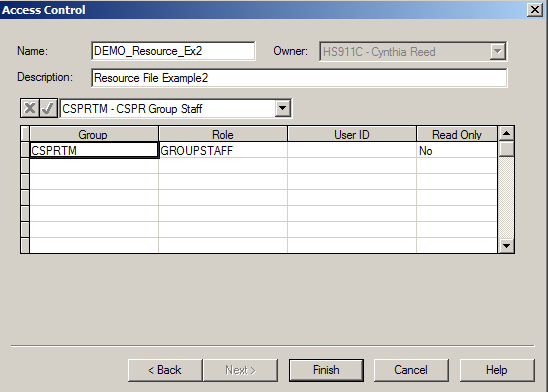 Access Control
Name: DEMO_Resource_Ex2 Owner: HS911C - Cynthia Reed
Description: Resource File Example2
CSPRTM - CSPR Group Staff
Group Role User ID Read Only
CSPRTM GROUPSTAFF No
< Back Next > Finish Cancel Help